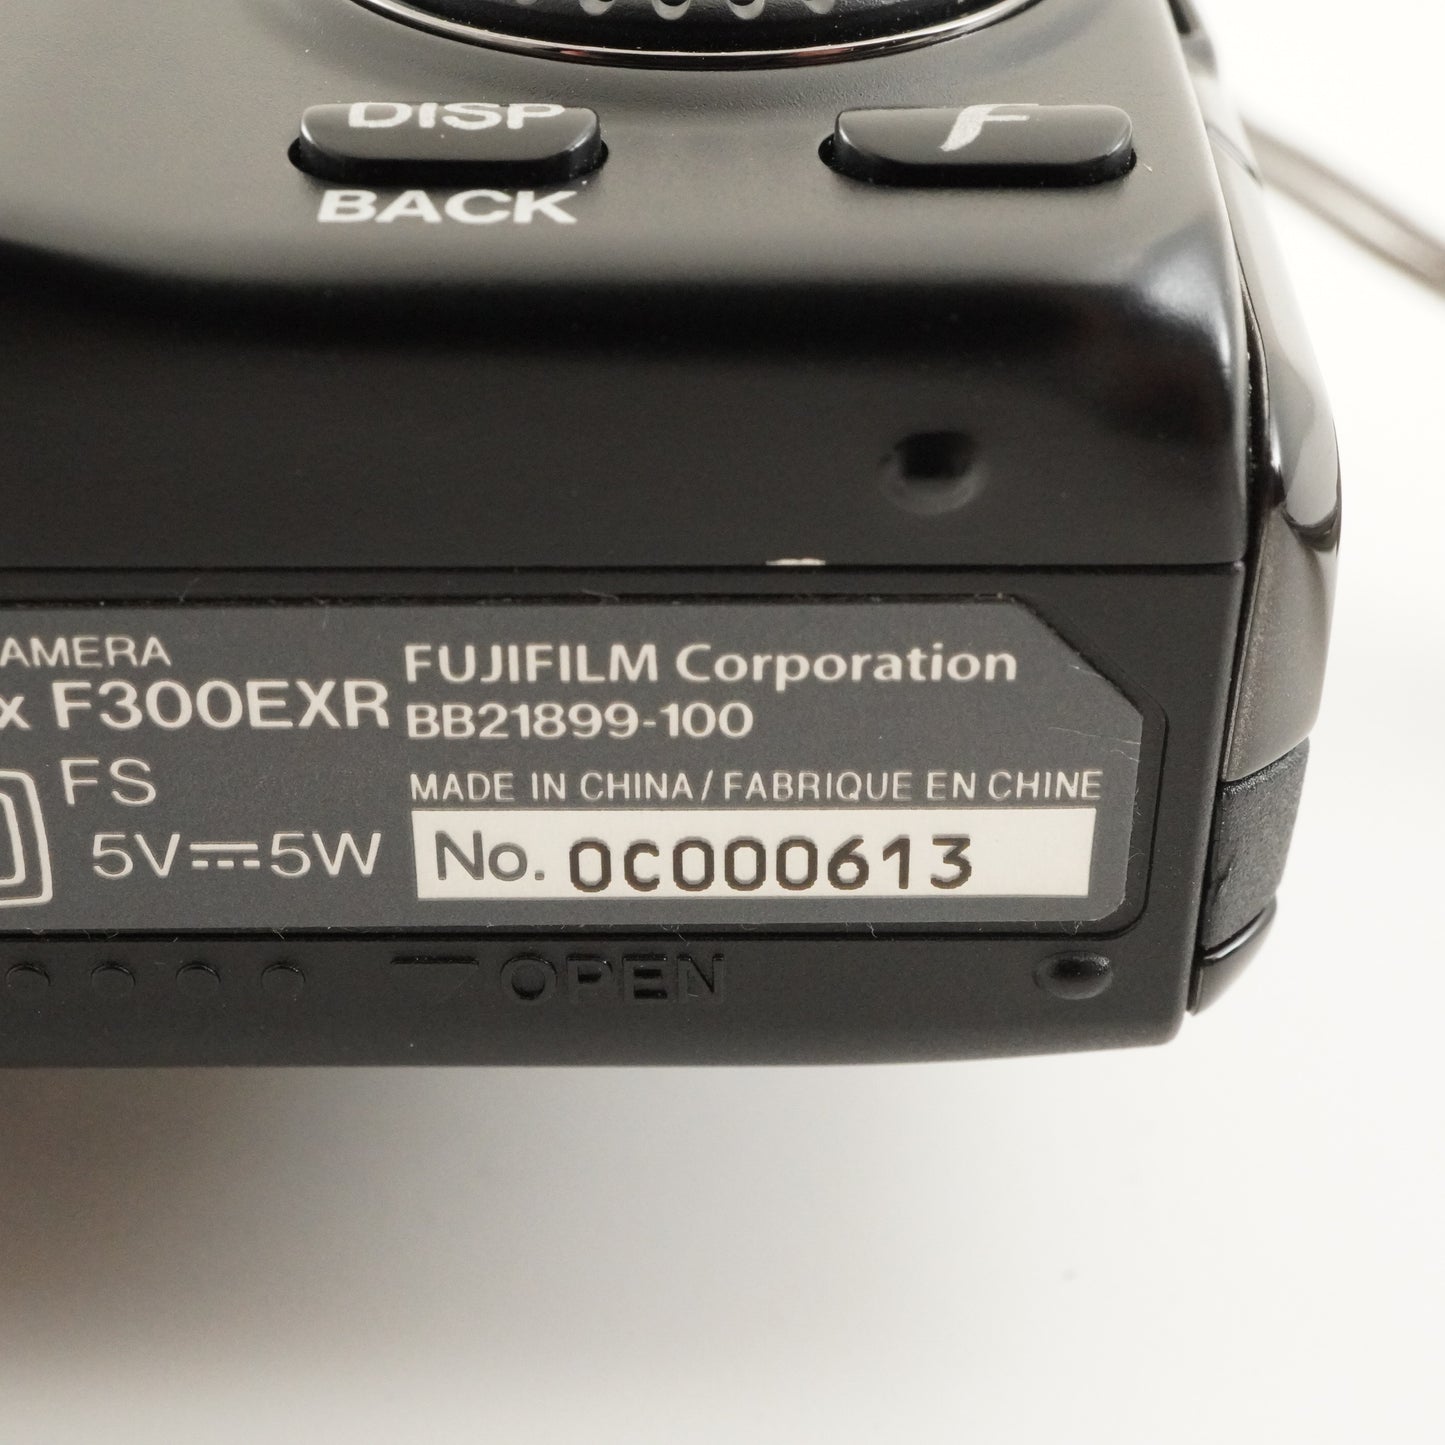 DISP
F
BACK
AMERA
x F300EXR
FS
5V⎓5W
FUJIFILM Corporation
BB21899-100
MADE IN CHINA / FABRIQUE EN CHINE
No. 0C000613
OPEN